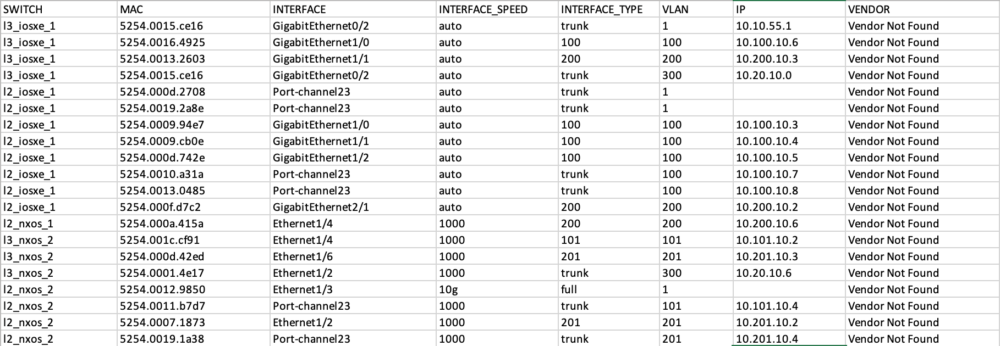 SWITCH MAC INTERFACE INTERFACE_SPEED INTERFACE_TYPE VLAN IP VENDOR
l3_iosxe_1 5254.0015.ce16 GigabitEthernet0/2 auto trunk 1 10.10.55.1 Vendor Not Found
l3_iosxe_1 5254.0016.4925 GigabitEthernet1/0 auto 100 100 10.100.10.6 Vendor Not Found
l3_iosxe_1 5254.0013.2603 GigabitEthernet1/1 auto 200 200 10.200.10.3 Vendor Not Found
l3_iosxe_1 5254.0015.ce16 GigabitEthernet0/2 auto trunk 300 10.20.10.0 Vendor Not Found
l2_iosxe_1 5254.000d.2708 Port-channel23 auto trunk 1 Vendor Not Found
l2_iosxe_1 5254.0019.2a8e Port-channel23 auto trunk 1 Vendor Not Found
l2_iosxe_1 5254.0009.94e7 GigabitEthernet1/0 auto 100 100 10.100.10.3 Vendor Not Found
l2_iosxe_1 5254.0009.cb0e GigabitEthernet1/1 auto 100 100 10.100.10.4 Vendor Not Found
l2_iosxe_1 5254.000d.742e GigabitEthernet1/2 auto 100 100 10.100.10.5 Vendor Not Found
l2_iosxe_1 5254.0010.a31a Port-channel23 auto trunk 100 10.100.10.7 Vendor Not Found
l2_iosxe_1 5254.0013.0485 Port-channel23 auto trunk 100 10.100.10.8 Vendor Not Found
l2_iosxe_1 5254.000f.d7c2 GigabitEthernet2/1 auto 200 200 10.200.10.2 Vendor Not Found
l2_nxos_1 5254.000a.415a Ethernet1/4 1000 200 200 10.200.10.6 Vendor Not Found
l3_nxos_2 5254.001c.cf91 Ethernet1/4 1000 101 101 10.101.10.2 Vendor Not Found
l3_nxos_2 5254.000d.42ed Ethernet1/6 1000 201 201 10.201.10.3 Vendor Not Found
l3_nxos_2 5254.0001.4e17 Ethernet1/2 1000 trunk 300 10.20.10.6 Vendor Not Found
l2_nxos_2 5254.0012.9850 Ethernet1/3 10g full 1 Vendor Not Found
l2_nxos_2 5254.0011.b7d7 Port-channel23 1000 trunk 101 10.101.10.4 Vendor Not Found
l2_nxos_2 5254.0007.1873 Ethernet1/2 1000 201 201 10.201.10.2 Vendor Not Found
l2_nxos_2 5254.0019.1a38 Port-channel23 1000 trunk 201 10.201.10.4 Vendor Not Found